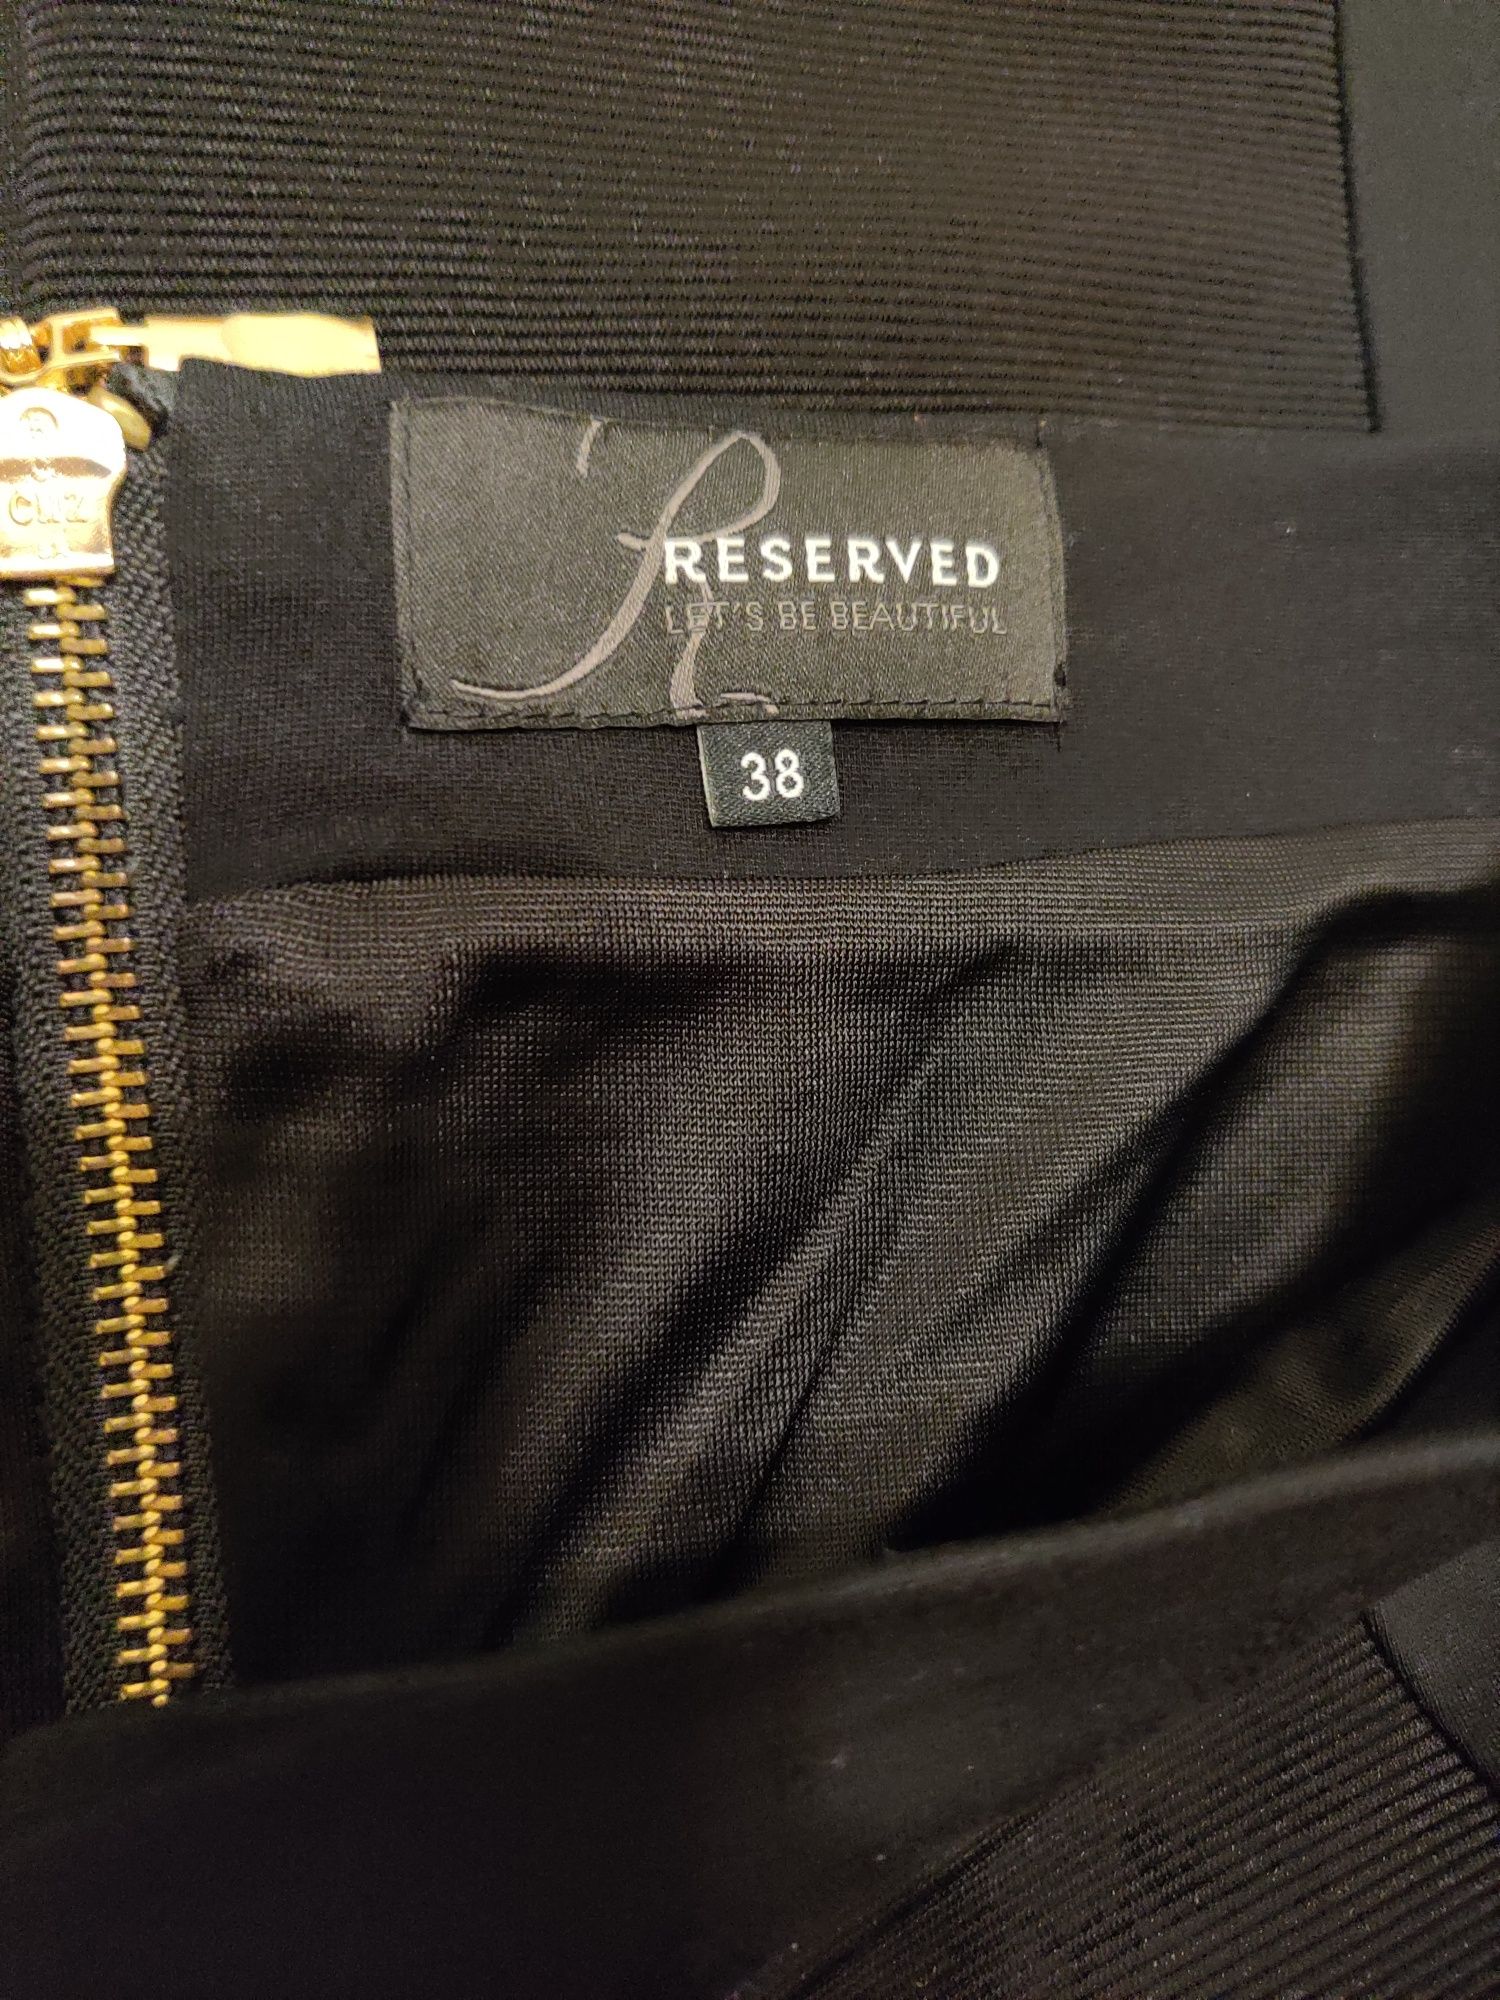 RESERVED
LET'S BE BEAUTIFUL
38